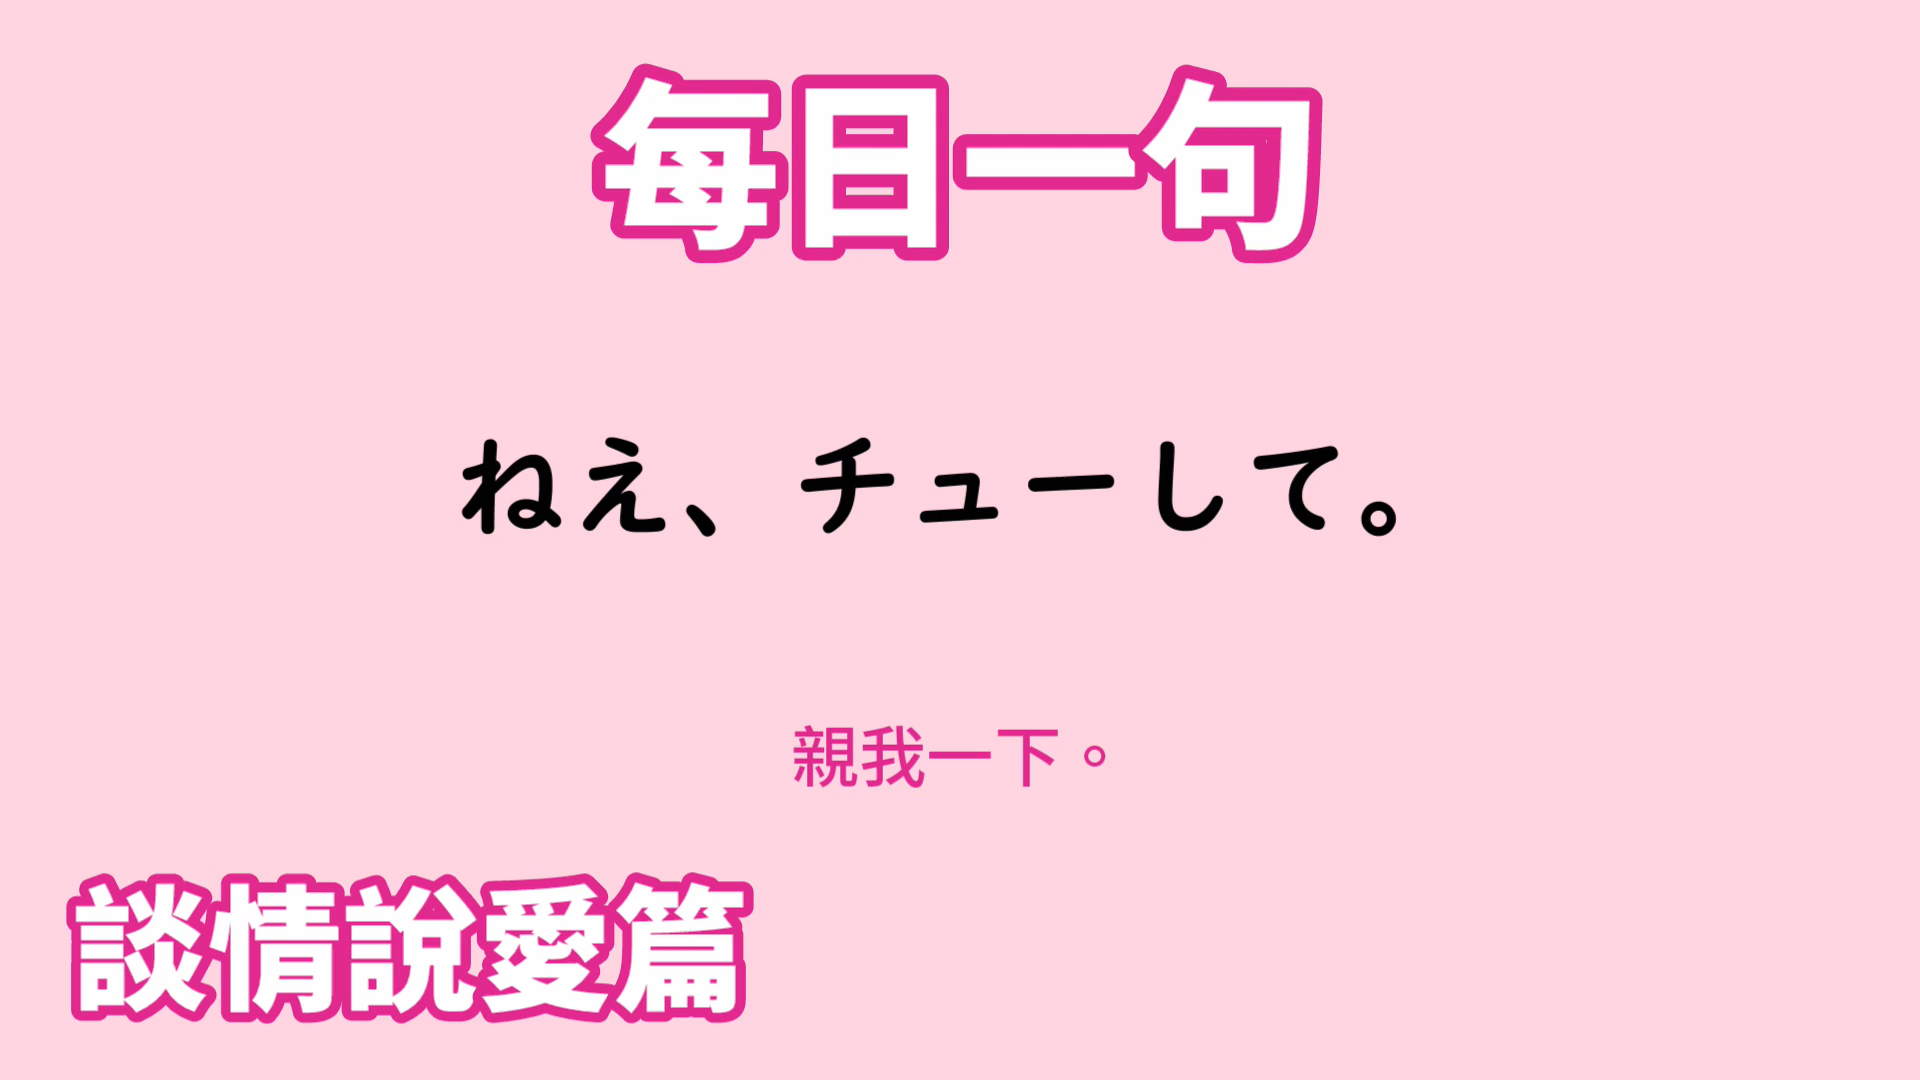 每日一句
ねえ、チューして。
親我一下。
談情說愛篇